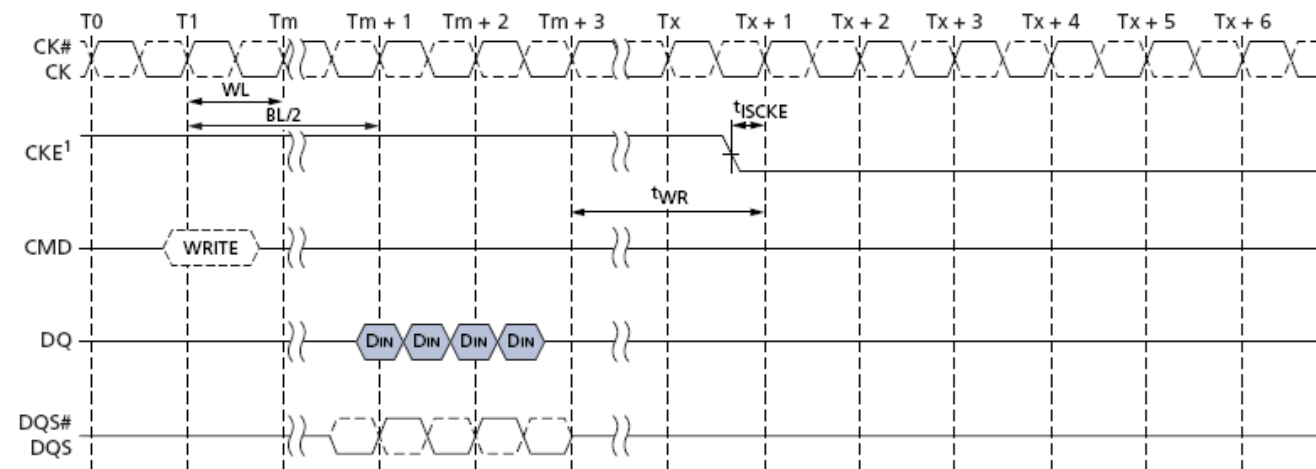 T0 T1 Tm Tm + 1 Tm + 2 Tm + 3 Tx Tx + 1 Tx + 2 Tx + 3 Tx + 4 Tx + 5 Tx + 6
CK#
CK
WL
BL/2
tISCKE
CKE1
tWR
CMD WRITE
DQ DIN DIN DIN DIN
DQS#
DQS